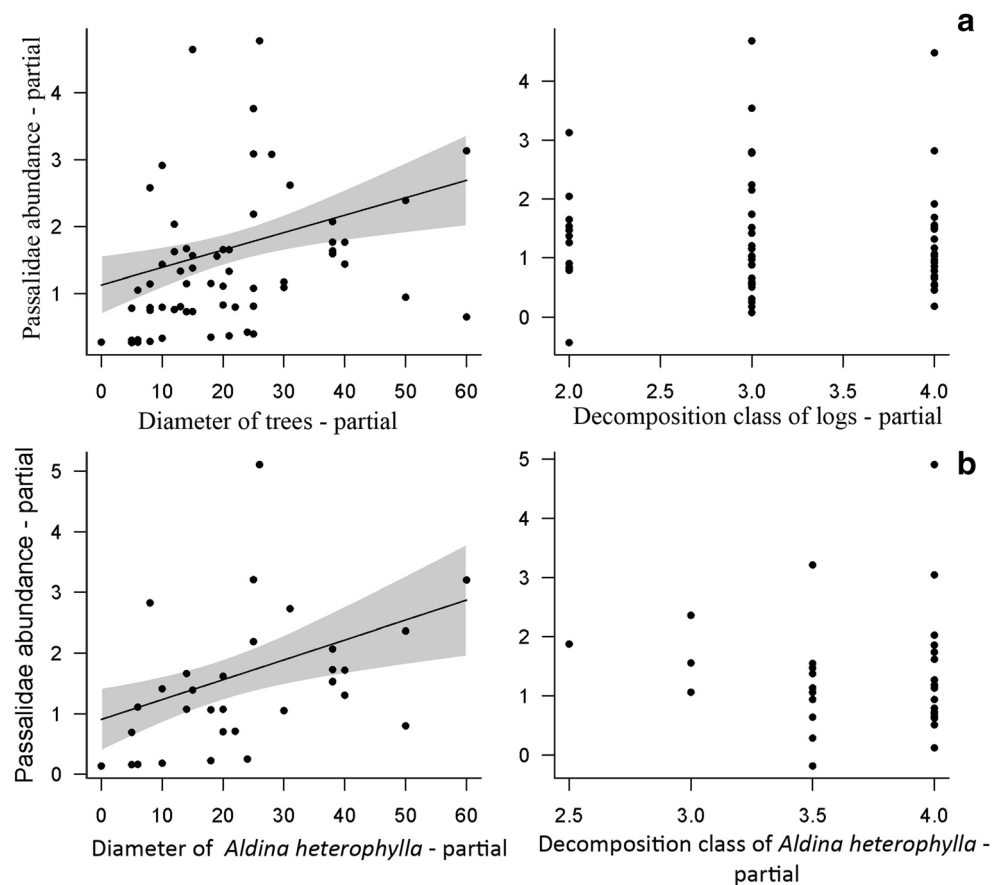 a
Passalidae abundance - partial
4
3
2
1
0 10 20 30 40 50 60
Diameter of trees - partial
4
3
2
1
0
2.0 2.5 3.0 3.5 4.0
Decomposition class of logs - partial
b
Passalidae abundance - partial
5
4
3
2
1
0
0 10 20 30 40 50 60
Diameter of Aldina heterophylla - partial
5
4
3
2
1
0
2.5 3.0 3.5 4.0
Decomposition class of Aldina heterophylla -
partial